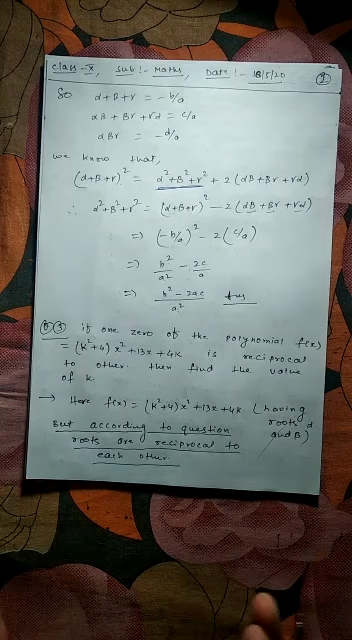 class - X, Sub :- Maths, Date :- 18/5/20 ②
So α+β+γ = -b/a
αβ + βγ + γα = c/a
αβγ = -d/a
we know that,
(α+β+γ)² = α²+β²+γ² + 2(αβ+βγ+γα)
∴ α²+β²+γ² = (α+β+γ)² - 2(αβ+βγ+γα)
⇒ (-b/a)² - 2(c/a)
⇒ b²/a² - 2c/a
⇒ b² - 2ac/a² Ans
if one zero of the polynomial f(x)
= (k²+4)x²+13x+4k is reciprocal
to other. then find the value
of k.
→ Here f(x) = (k²+4)x²+13x+4k (having
roots α
and β)
But according to question
roots are reciprocal to
each other.